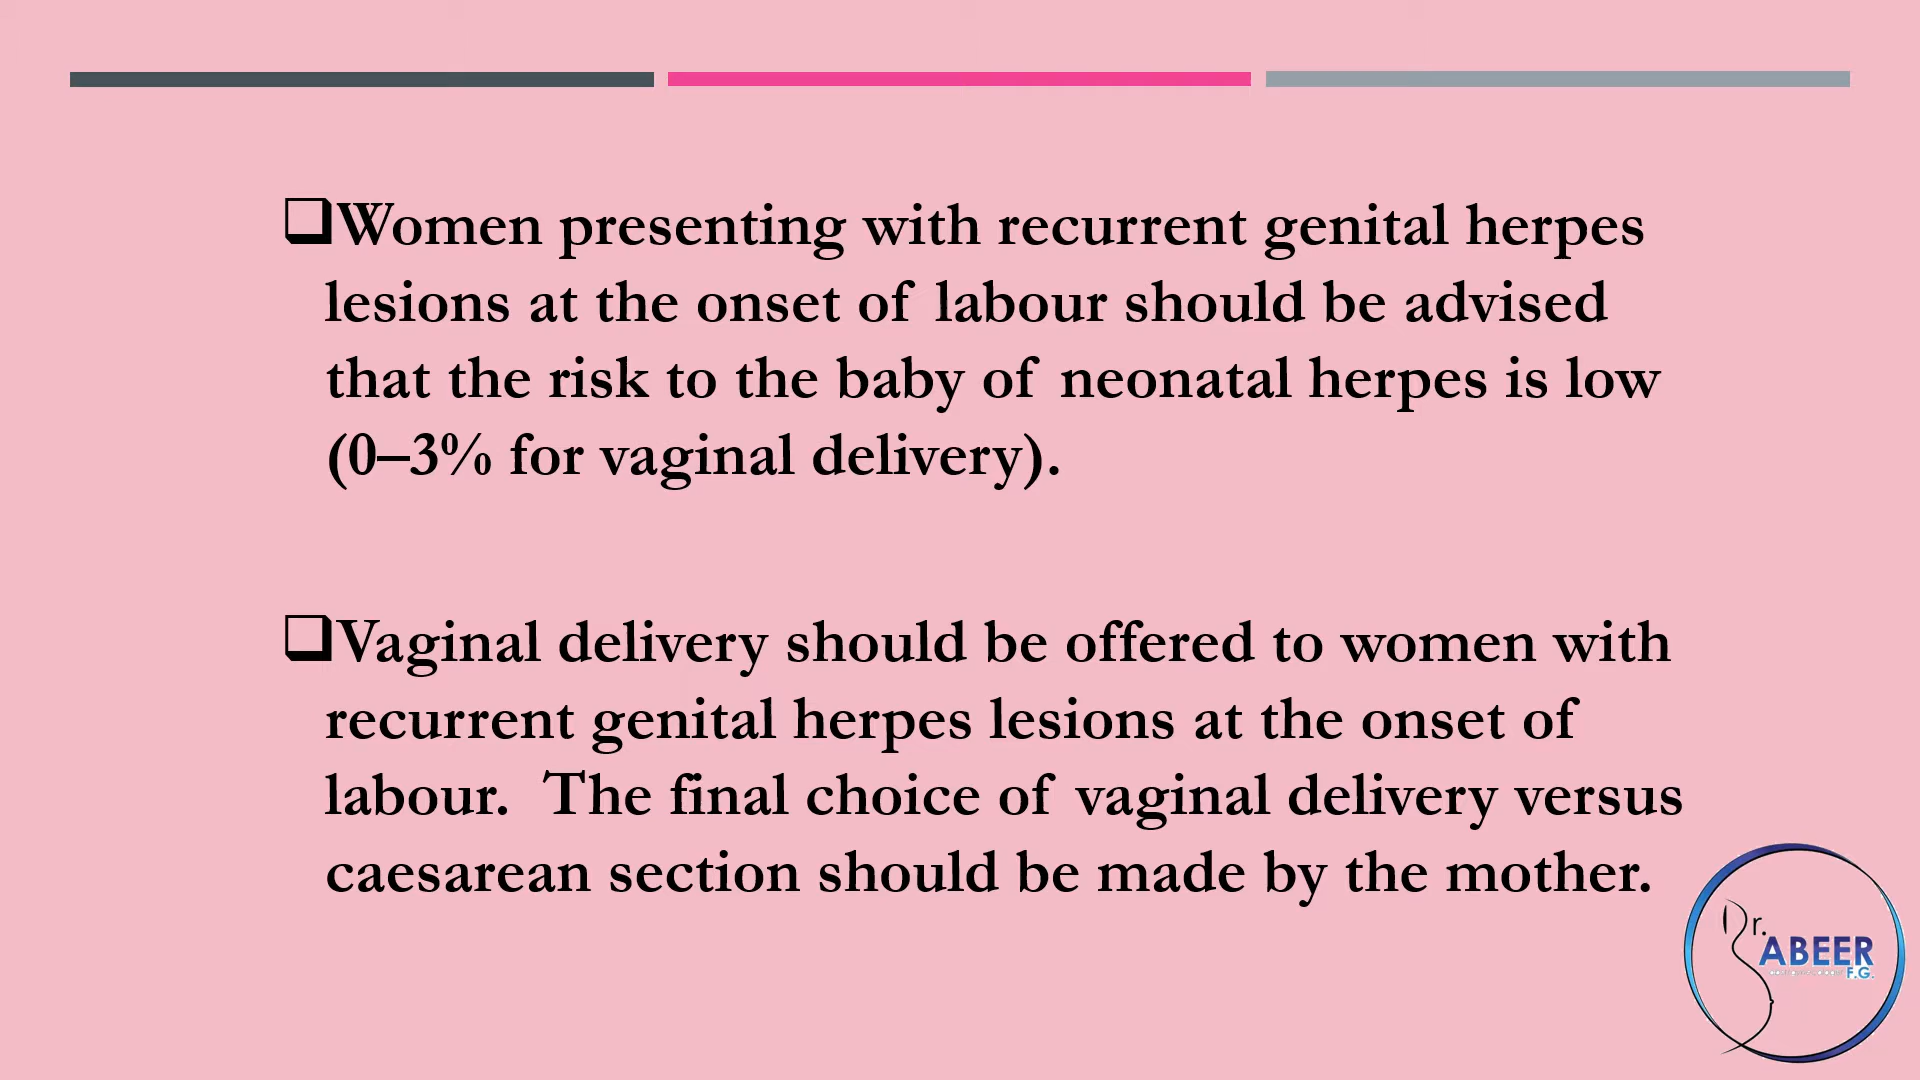 ❑Women presenting with recurrent genital herpes
lesions at the onset of labour should be advised
that the risk to the baby of neonatal herpes is low
(0–3% for vaginal delivery).
❑Vaginal delivery should be offered to women with
recurrent genital herpes lesions at the onset of
labour. The final choice of vaginal delivery versus
caesarean section should be made by the mother.
Dr.
ABEER
F.G.